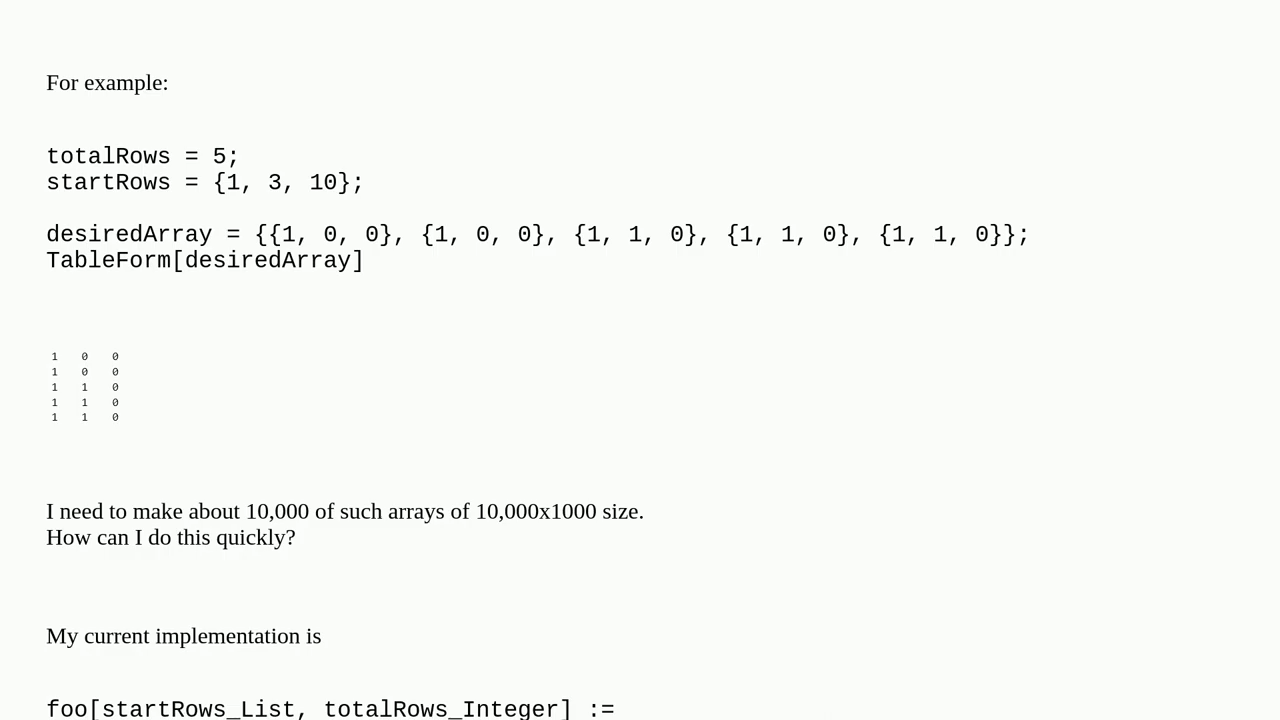 For example:
totalRows = 5;
startRows = {1, 3, 10};
desiredArray = {{1, 0, 0}, {1, 0, 0}, {1, 1, 0}, {1, 1, 0}, {1, 1, 0}};
TableForm[desiredArray]
1 0 0
1 0 0
1 1 0
1 1 0
1 1 0
I need to make about 10,000 of such arrays of 10,000x1000 size.
How can I do this quickly?
My current implementation is
foo[startRows_List, totalRows_Integer] :=